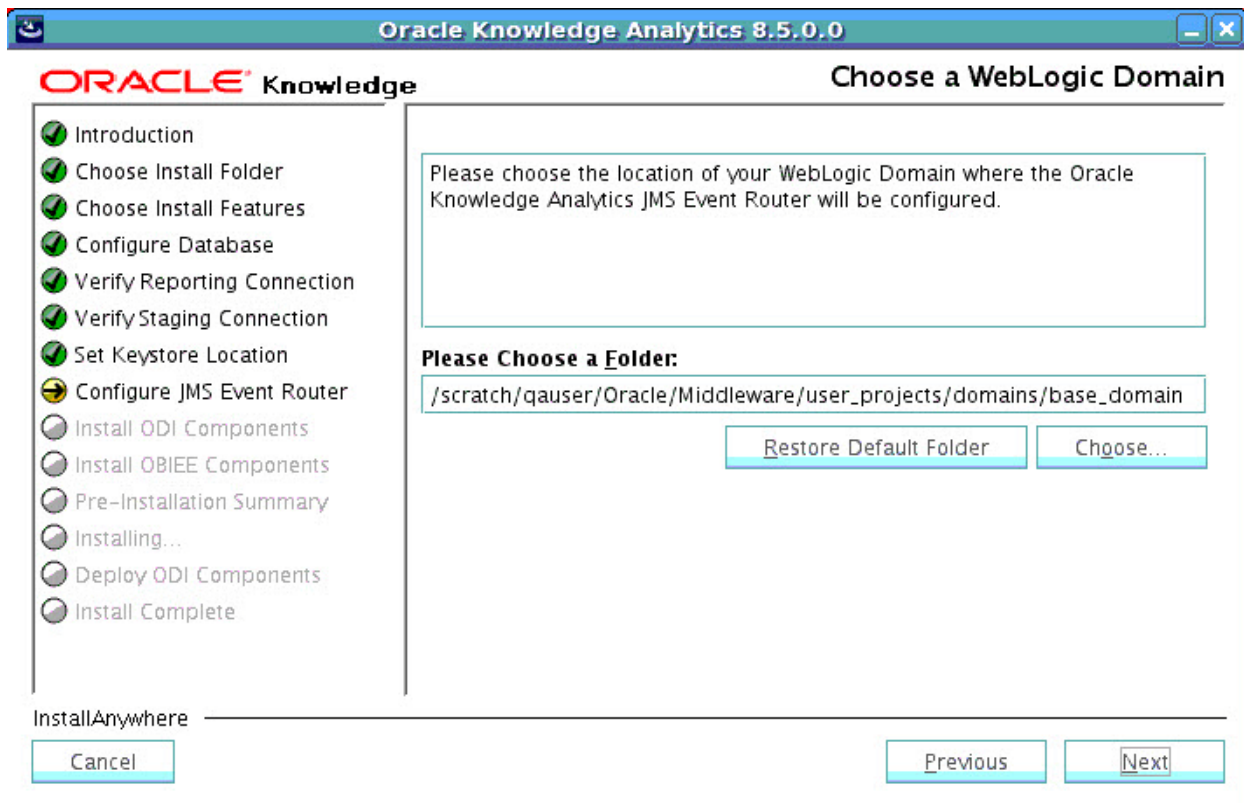 Oracle Knowledge Analytics 8.5.0.0
ORACLE® Knowledge
Choose a WebLogic Domain
Introduction
Choose Install Folder
Choose Install Features
Configure Database
Verify Reporting Connection
Verify Staging Connection
Set Keystore Location
Configure JMS Event Router
Install ODI Components
Install OBIEE Components
Pre-Installation Summary
Installing...
Deploy ODI Components
Install Complete
Please choose the location of your WebLogic Domain where the Oracle
Knowledge Analytics JMS Event Router will be configured.
Please Choose a Folder:
/scratch/qauser/Oracle/Middleware/user_projects/domains/base_domain
Restore Default Folder
Choose...
InstallAnywhere
Cancel
Previous
Next